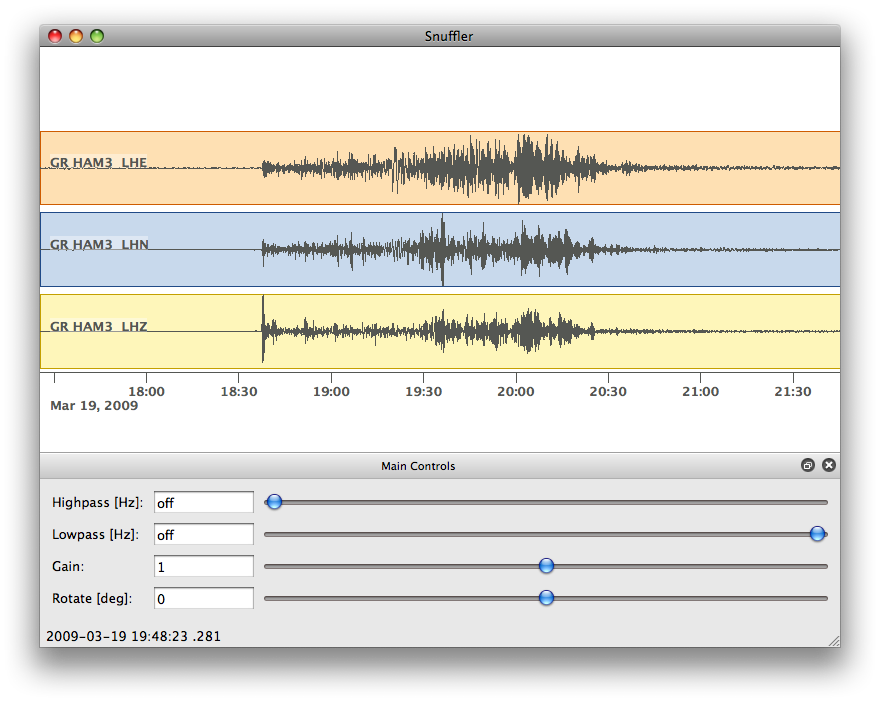 Snuffler
GR HAM3 LHE
GR HAM3 LHN
GR HAM3 LHZ
18:00 18:30 19:00 19:30 20:00 20:30 21:00 21:30
Mar 19, 2009
Main Controls
Highpass [Hz]: off
Lowpass [Hz]: off
Gain: 1
Rotate [deg]: 0
2009-03-19 19:48:23 .281